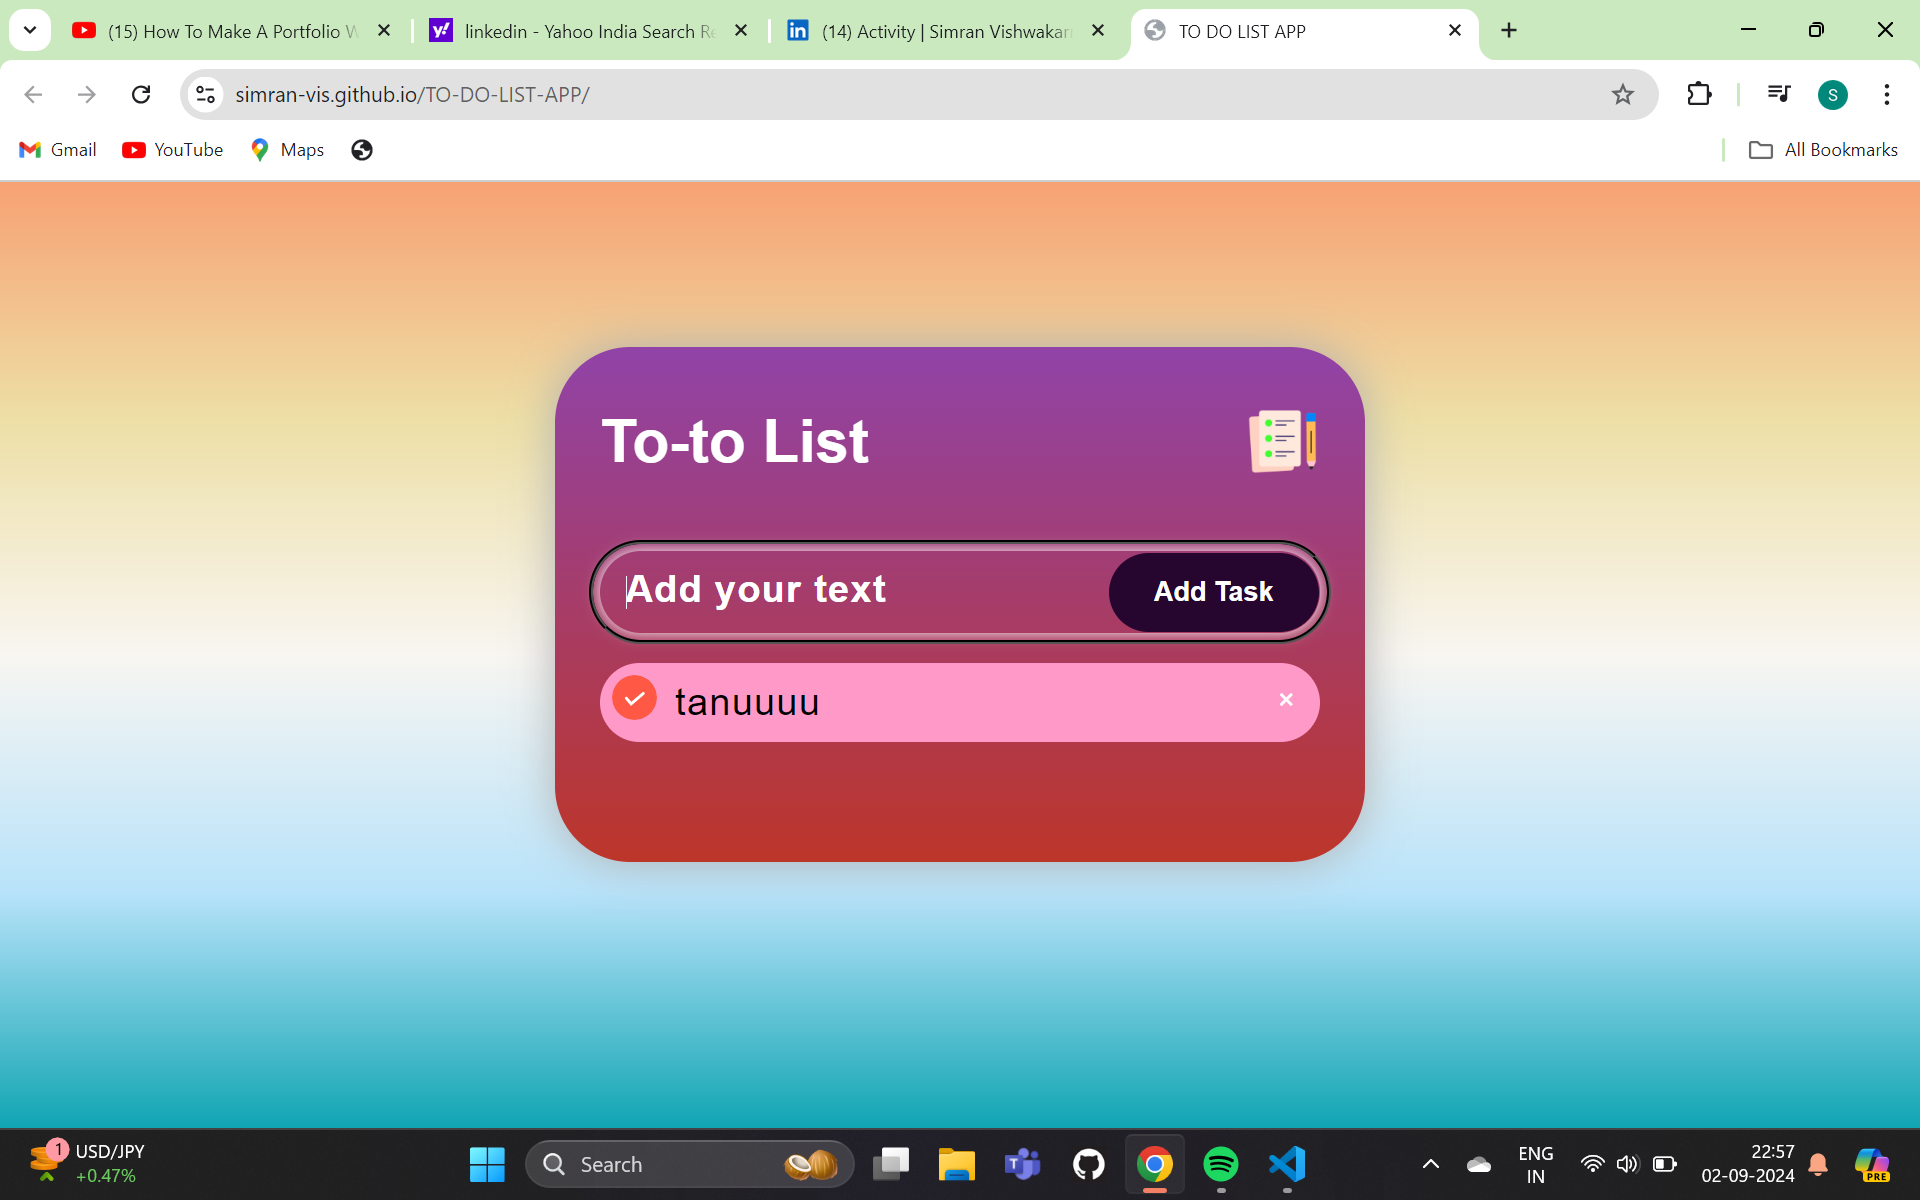 (15) How To Make A Portfolio W
linkedin - Yahoo India Search Re
(14) Activity | Simran Vishwakarm
TO DO LIST APP
simran-vis.github.io/TO-DO-LIST-APP/
S
Gmail
YouTube
Maps
All Bookmarks
To-to List
Add your text
Add Task
tanuuuu
1
USD/JPY
+0.47%
Search
ENG
IN
22:57
02-09-2024
PRE